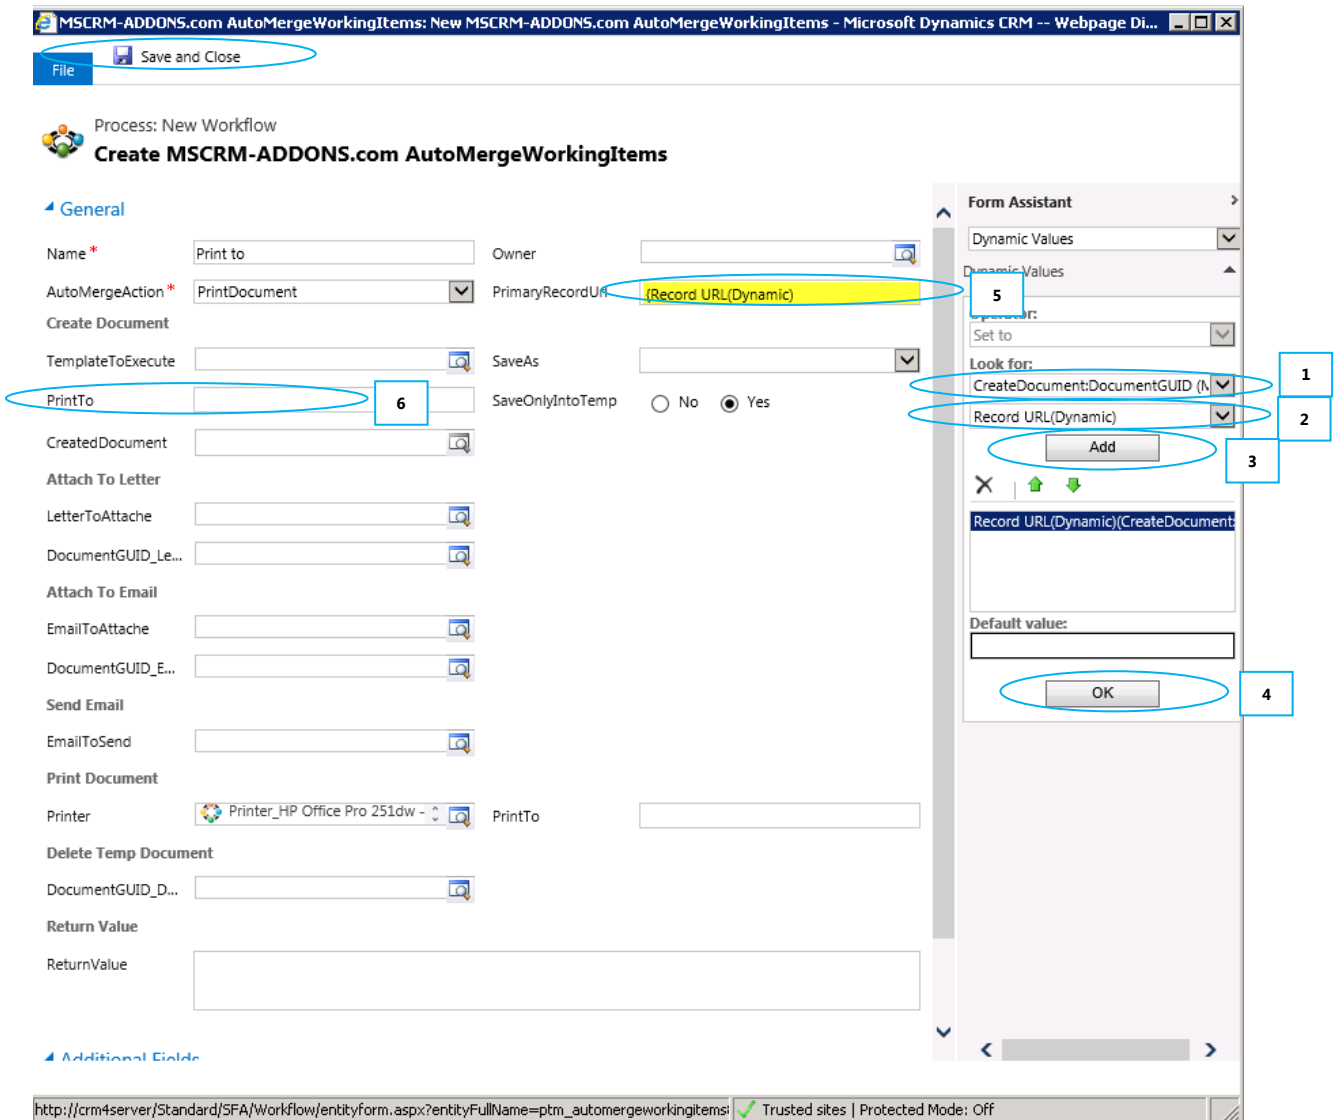 MSCRM-ADDONS.com AutoMergeWorkingItems: New MSCRM-ADDONS.com AutoMergeWorkingItems - Microsoft Dynamics CRM -- Webpage Di...
Save and Close
File
Process: New Workflow
Create MSCRM-ADDONS.com AutoMergeWorkingItems
General
Name *
Print to
Owner
AutoMergeAction *
PrintDocument
PrimaryRecordUrl
{Record URL(Dynamic)
5
Create Document
TemplateToExecute
SaveAs
PrintTo
6
SaveOnlyIntoTemp
No
Yes
CreatedDocument
Attach To Letter
LetterToAttache
DocumentGUID_Le...
Attach To Email
EmailToAttache
DocumentGUID_E...
Send Email
EmailToSend
Print Document
Printer
Printer_HP Office Pro 251dw -
PrintTo
Delete Temp Document
DocumentGUID_D...
Return Value
ReturnValue
Additional Fields
Form Assistant
Dynamic Values
Dynamic Values
Operator:
Set to
Look for:
CreateDocument:DocumentGUID (M
1
Record URL(Dynamic)
2
Add
3
Record URL(Dynamic)(CreateDocument:
Default value:
OK
4
http://crm4server/Standard/SFA/Workflow/entityform.aspx?entityFullName=ptm_automergeworkingitems
Trusted sites | Protected Mode: Off